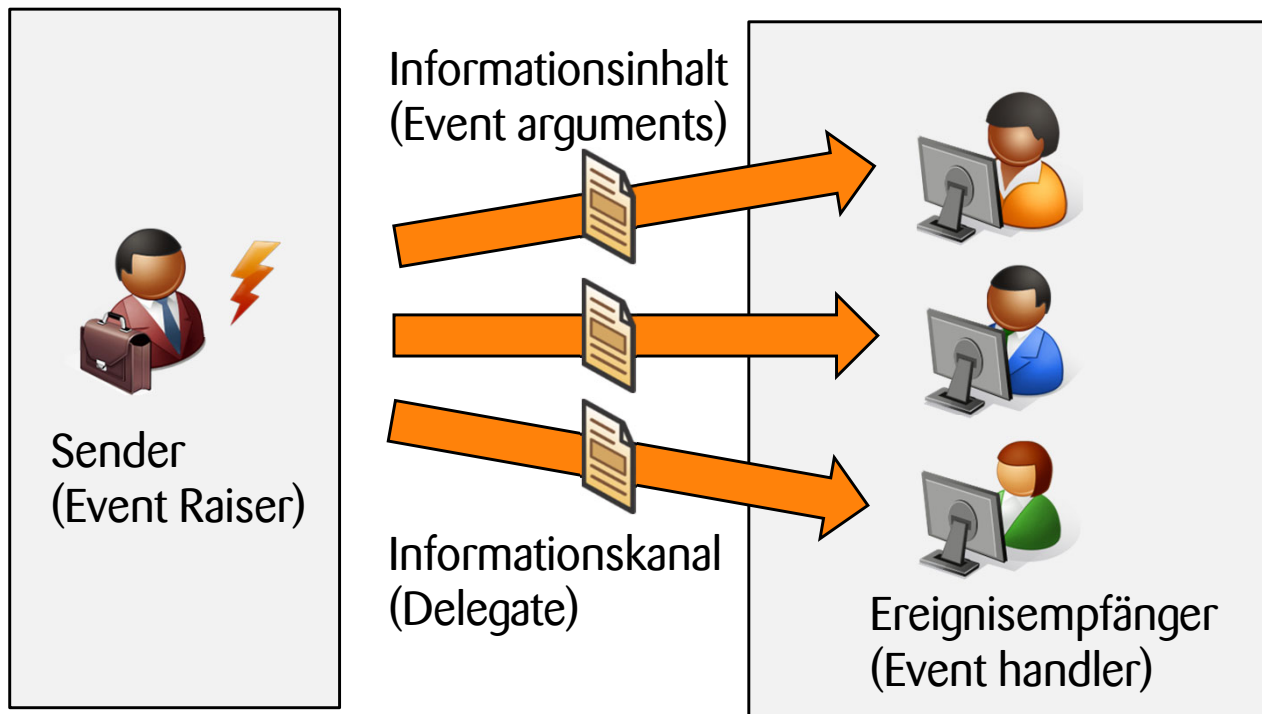 Informationsinhalt
(Event arguments)
Sender
(Event Raiser)
Informationskanal
(Delegate)
Ereignisempfänger
(Event handler)